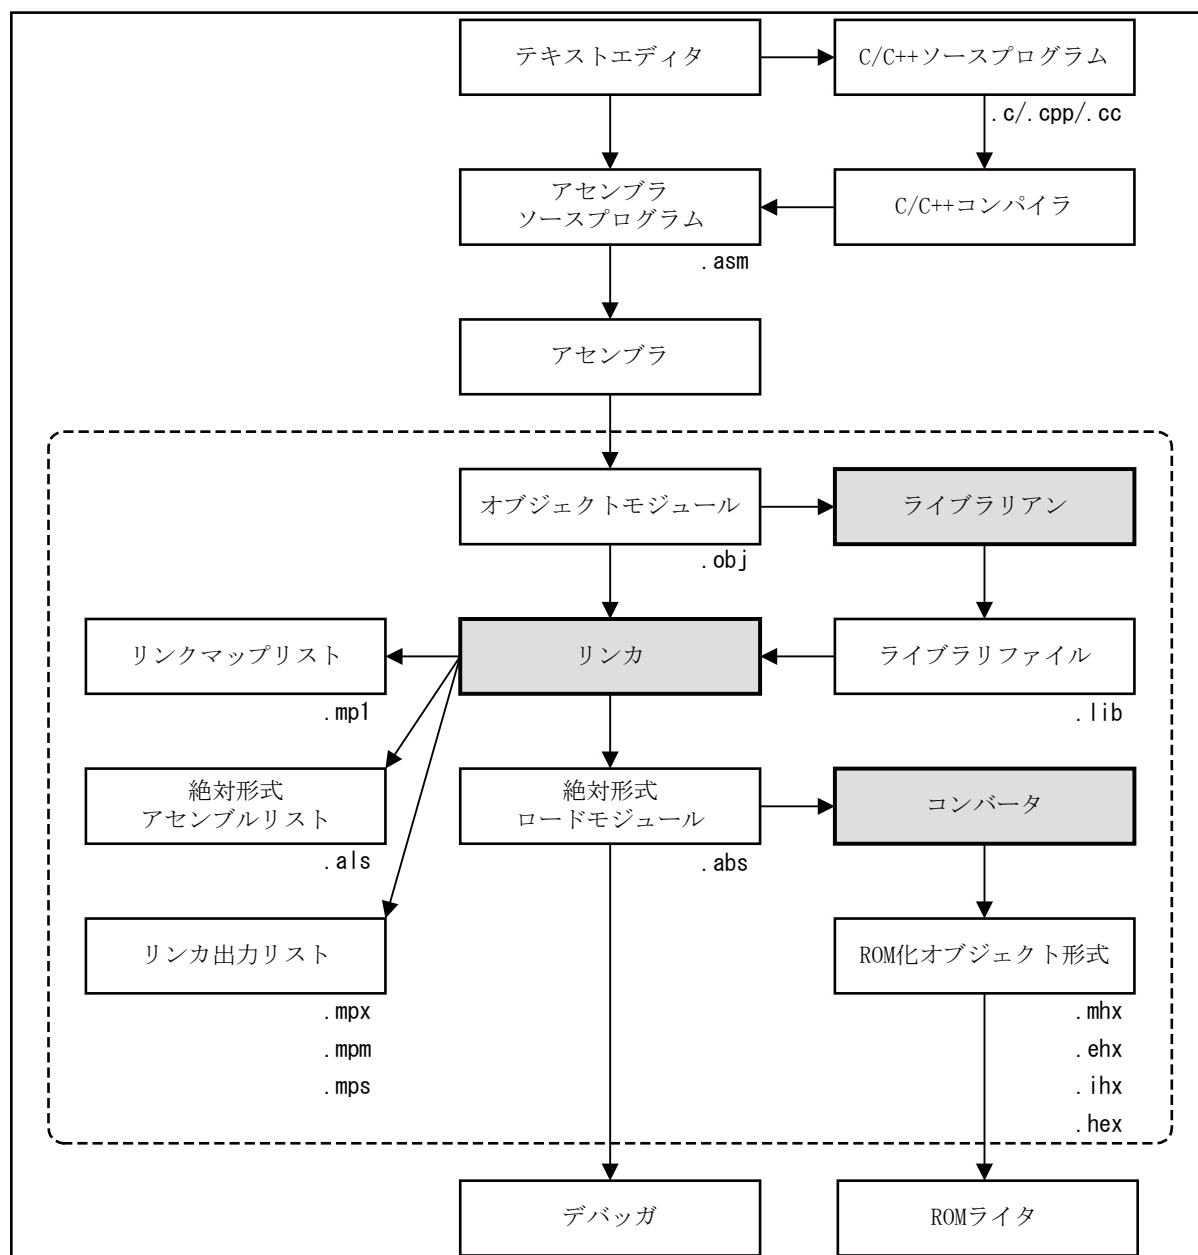 テキストエディタ
C/C++ソースプログラム
.c/.cpp/.cc
アセンブラ
ソースプログラム
C/C++コンパイラ
.asm
アセンブラ
オブジェクトモジュール
ライブラリアン
.obj
リンクマップリスト
リンカ
ライブラリファイル
.mp1
.lib
絶対形式
アセンブルリスト
絶対形式
ロードモジュール
コンバータ
.als
.abs
リンカ出力リスト
ROM化オブジェクト形式
.mpx
.mpm
.mps
.mhx
.ehx
.ihx
.hex
デバッガ
ROMライタ